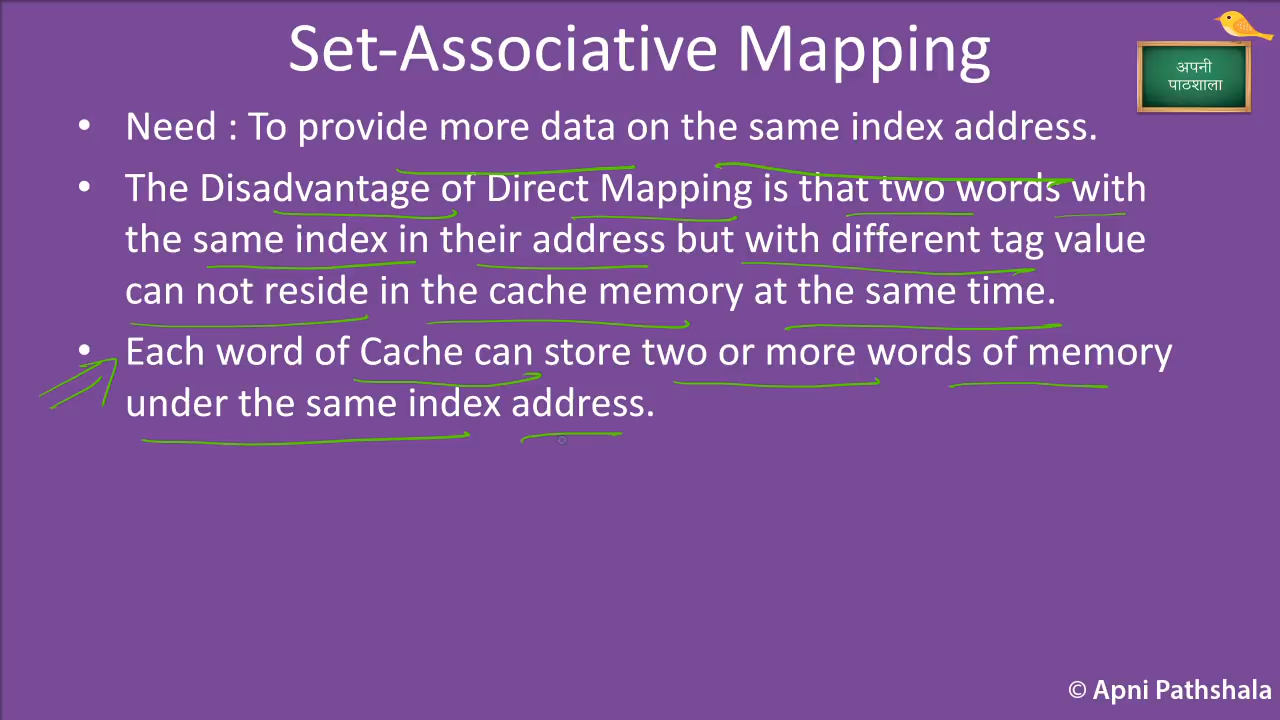 Set-Associative Mapping
अपनी
पाठशाला
• Need : To provide more data on the same index address.
• The Disadvantage of Direct Mapping is that two words with
the same index in their address but with different tag value
can not reside in the cache memory at the same time.
• Each word of Cache can store two or more words of memory
under the same index address.
© Apni Pathshala